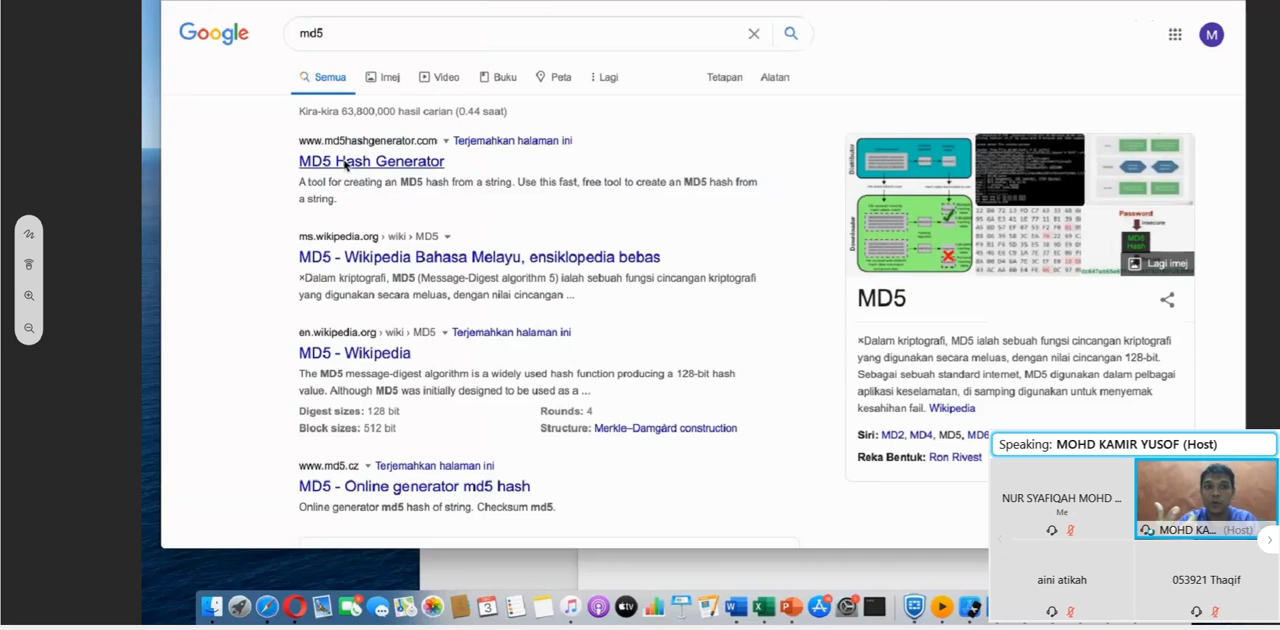 Google
md5
M
Semua
Imej
Video
Buku
Peta
Lagi
Tetapan
Alatan
Kira-kira 63,800,000 hasil carian (0.44 saat)
www.md5hashgenerator.com
Terjemahkan halaman ini
MD5 Hash Generator
A tool for creating an MD5 hash from a string. Use this fast, free tool to create an MD5 hash from
a string.
ms.wikipedia.org › wiki › MD5
MD5 - Wikipedia Bahasa Melayu, ensiklopedia bebas
×Dalam kriptografi, MD5 (Message-Digest algorithm 5) ialah sebuah fungsi cincangan kriptografi
yang digunakan secara meluas, dengan nilai cincangan ...
en.wikipedia.org › wiki › MD5
Terjemahkan halaman ini
MD5 - Wikipedia
The MD5 message-digest algorithm is a widely used hash function producing a 128-bit hash
value. Although MD5 was initially designed to be used as a ...
Digest sizes: 128 bit
Rounds: 4
Block sizes: 512 bit
Structure: Merkle–Damgård construction
www.md5.cz
Terjemahkan halaman ini
MD5 - Online generator md5 hash
Online generator md5 hash of string. Checksum md5.
Distributor
Downloader
Password
Insecure
MD5
Hash
Lagi imej
MD5
×Dalam kriptografi, MD5 ialah sebuah fungsi cincangan kriptografi
yang digunakan secara meluas, dengan nilai cincangan 128-bit.
Sebagai sebuah standard internet, MD5 digunakan dalam pelbagai
aplikasi keselamatan, di samping digunakan untuk menyemak
kesahihan fail. Wikipedia
Siri: MD2, MD4, MD5, MD6
Reka Bentuk: Ron Rivest
Speaking: MOHD KAMIR YUSOF (Host)
NUR SYAFIQAH MOHD ...
Me
MOHD KA... (Host)
aini atikah
053921 Thaqif
3
tv